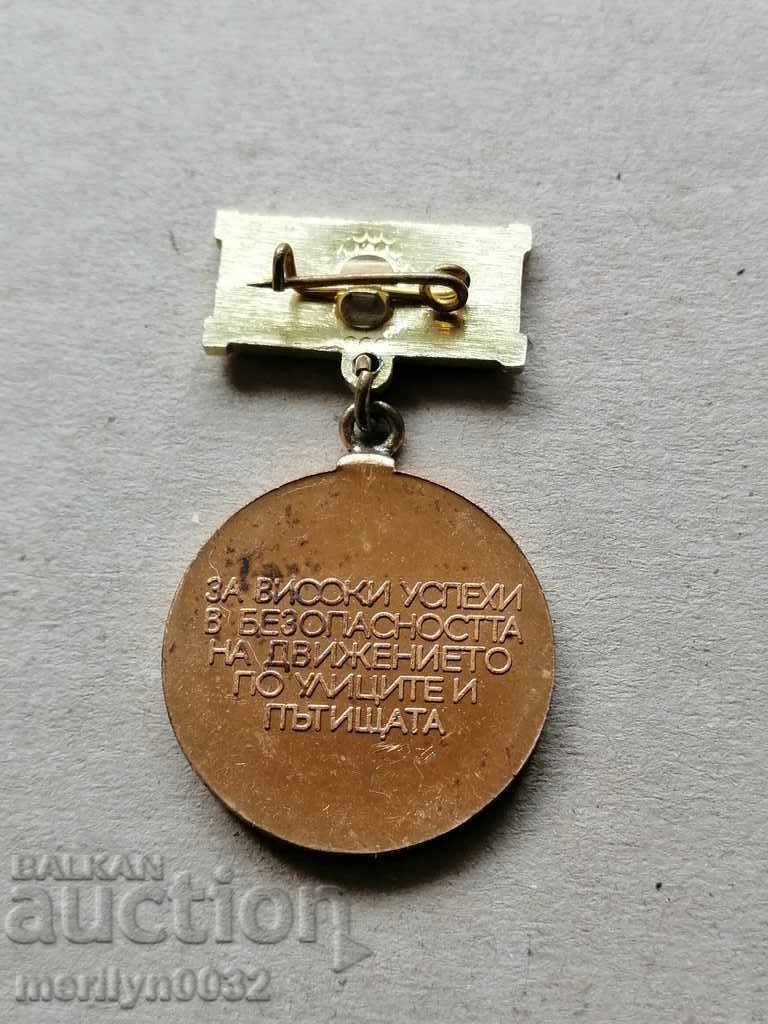 ЗА ВИСОКИ УСПЕХИ
В БЕЗОПАСНОСТТА
НА ДВИЖЕНИЕТО
ПО УЛИЦИТЕ И
ПЪТИЩАТА
BALKAN
auction
merilyn0032